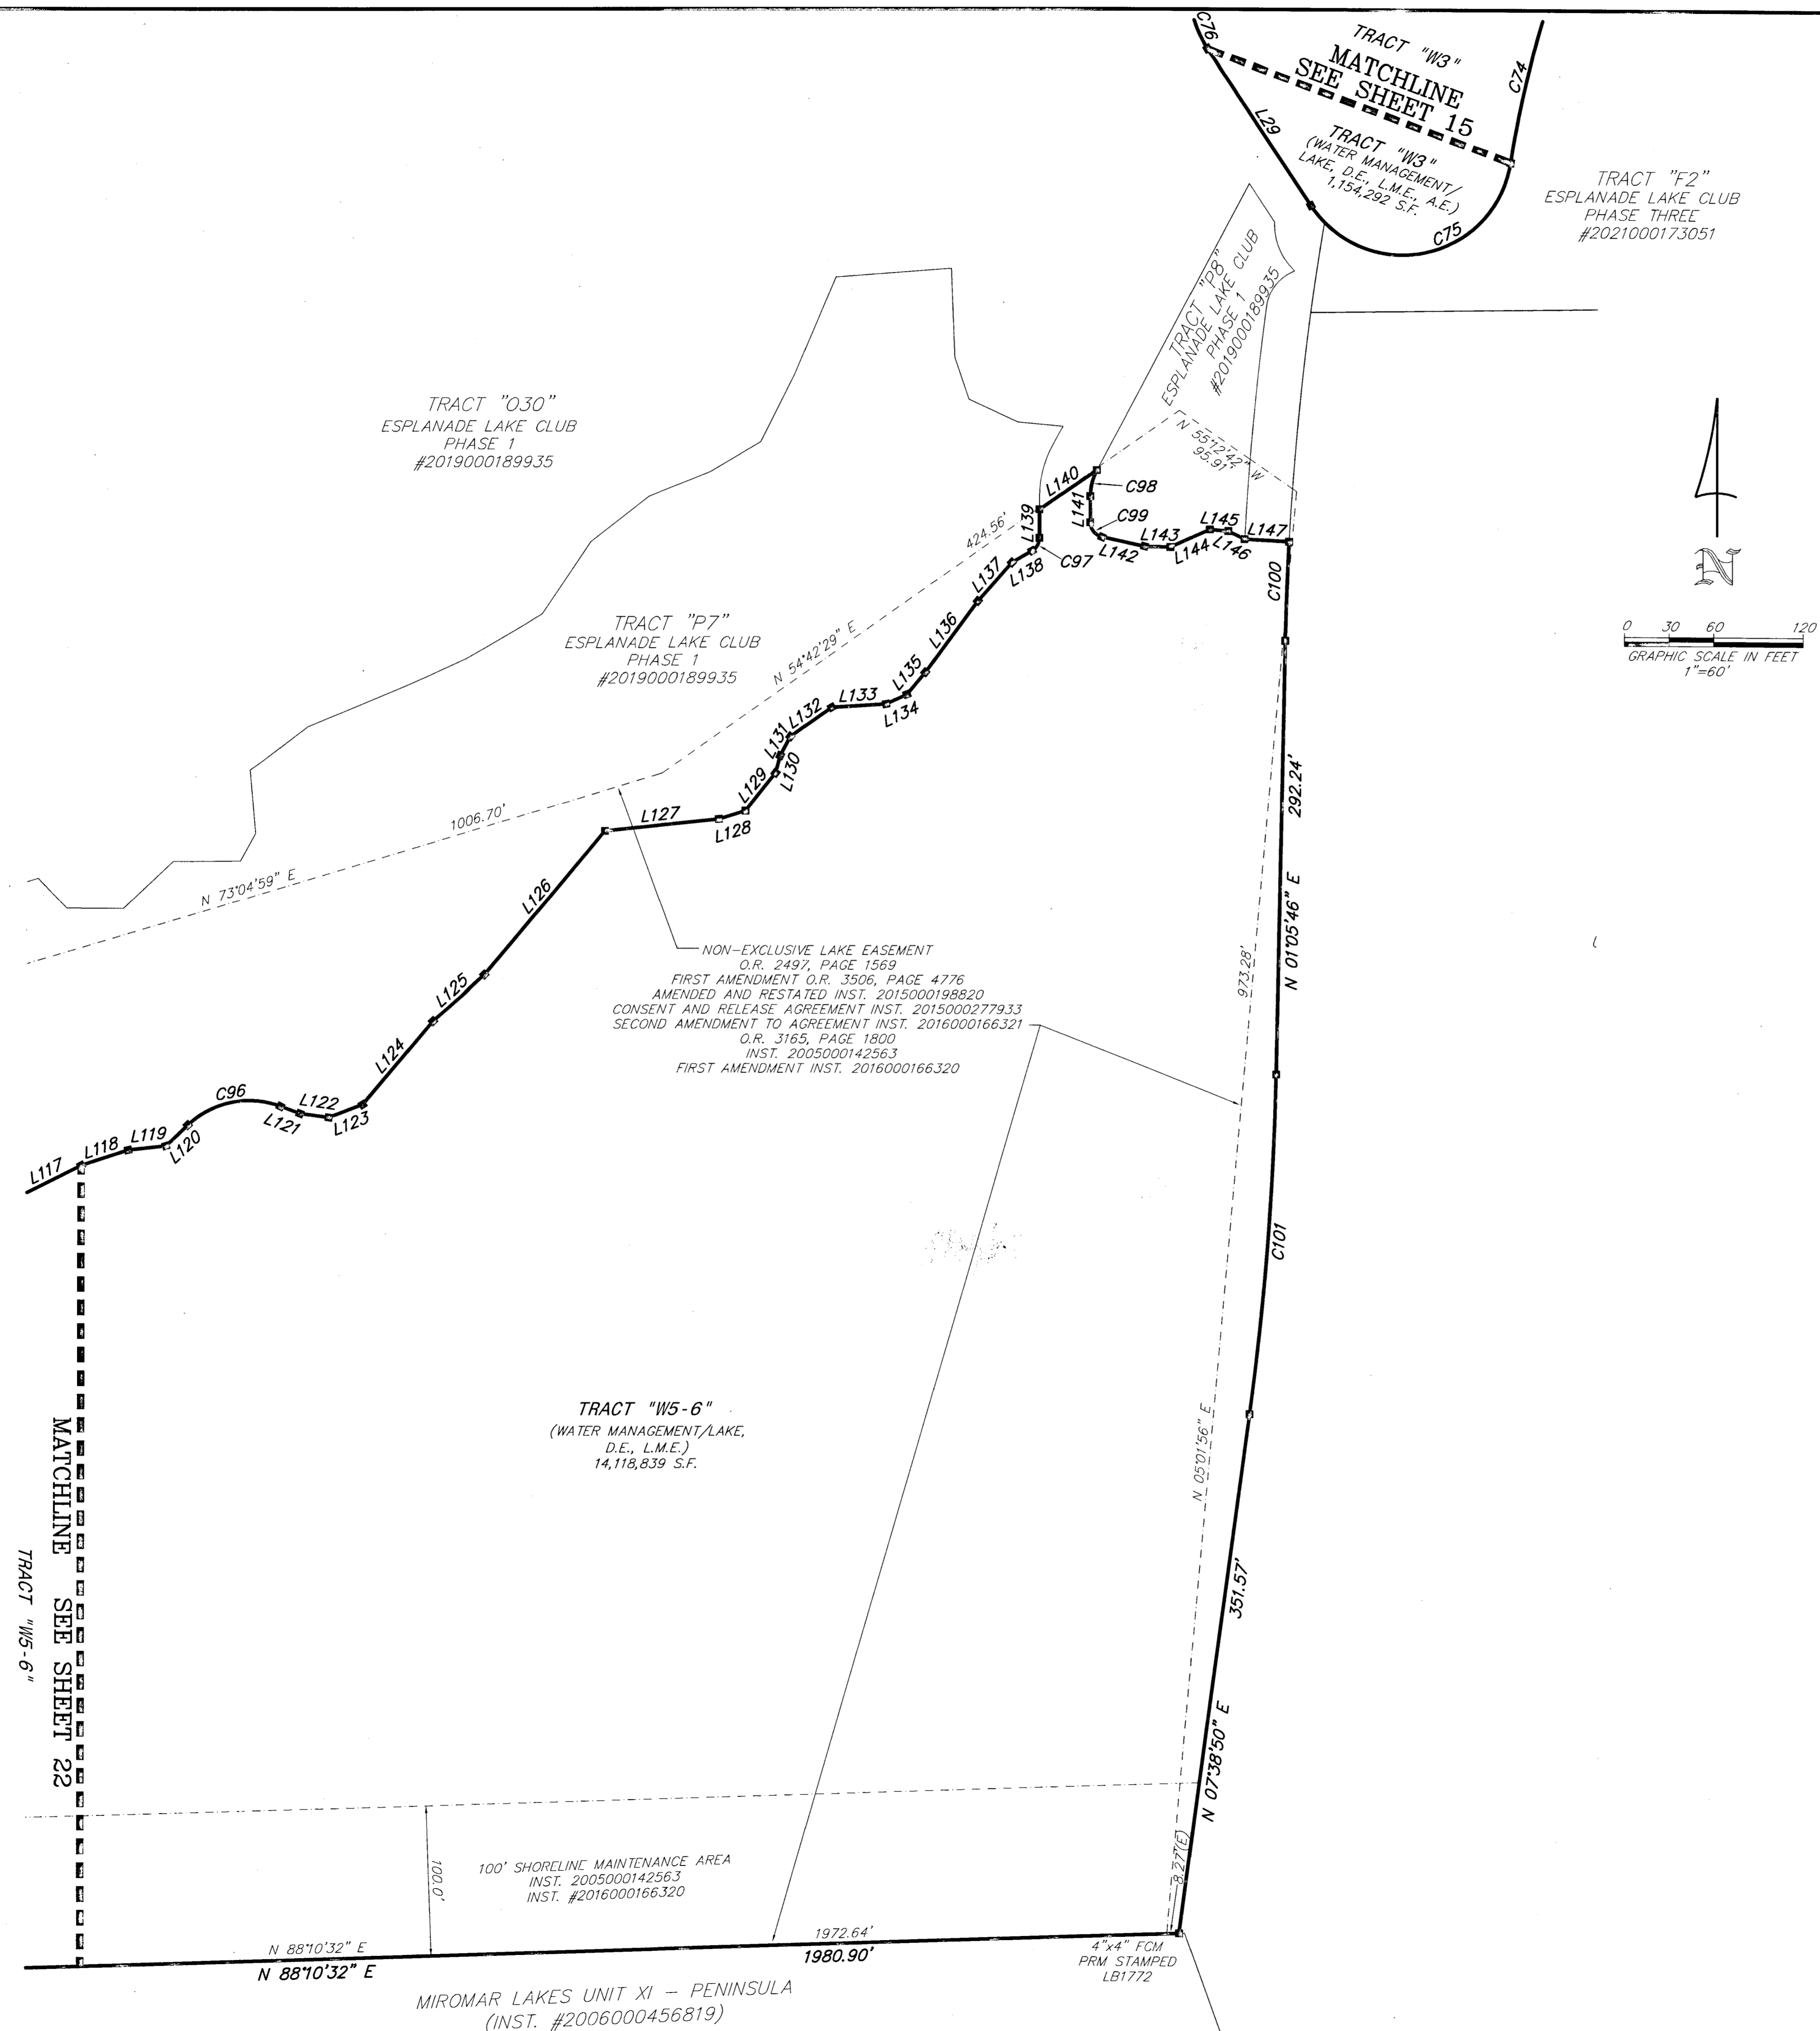 C76
TRACT "W3"
MATCHLINE
SEE SHEET 15
C74
L29
TRACT "W3"
(WATER MANAGEMENT/
LAKE, D.E., L.M.E., A.E.)
1,154,292 S.F.
C75
TRACT "F2"
ESPLANADE LAKE CLUB
PHASE THREE
#2021000173051
TRACT "P8"
ESPLANADE LAKE CLUB
PHASE 1
#2019000189935
TRACT "O30"
ESPLANADE LAKE CLUB
PHASE 1
#2019000189935
N 55°12'42" W
95.91'
L140
C98
L141
C99
L139
L142
L143
L144
L145
L146
L147
C97
L138
L137
C100
424.56'
N 54°42'29" E
N
0 30 60 120
GRAPHIC SCALE IN FEET
1"=60'
TRACT "P7"
ESPLANADE LAKE CLUB
PHASE 1
#2019000189935
L136
L135
L134
L133
L132
L131
L130
L129
L128
L127
292.24'
N 01°05'46" E
1006.70'
N 73°04'59" E
L126
L125
L124
NON-EXCLUSIVE LAKE EASEMENT
O.R. 2497, PAGE 1569
FIRST AMENDMENT O.R. 3506, PAGE 4776
AMENDED AND RESTATED INST. 2015000198820
CONSENT AND RELEASE AGREEMENT INST. 2015000277933
SECOND AMENDMENT TO AGREEMENT INST. 2016000166321
O.R. 3165, PAGE 1800
INST. 2005000142563
FIRST AMENDMENT INST. 2016000166320
973.28'
N 05°01'56" E
C96
L123
L122
L121
L120
L119
L118
L117
C101
TRACT "W5-6"
(WATER MANAGEMENT/LAKE,
D.E., L.M.E.)
14,118,839 S.F.
MATCHLINE SEE SHEET 22
TRACT "W5-6"
351.57'
N 07°38'50" E
8.27'(E)
100.0'
100' SHORELINE MAINTENANCE AREA
INST. 2005000142563
INST. #2016000166320
1972.64'
N 88°10'32" E
1980.90'
N 88°10'32" E
4"x4" FCM
PRM STAMPED
LB1772
MIROMAR LAKES UNIT XI – PENINSULA
(INST. #2006000456819)